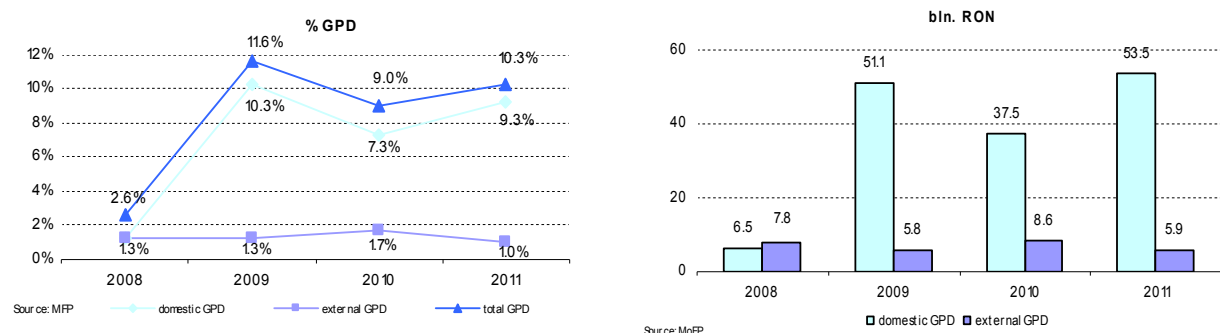 % GPD
12%
10%
8%
6%
4%
2%
0%
2.6%
11.6%
9.0%
10.3%
10.3%
7.3%
9.3%
1.3%
1.3%
1.7%
1.0%
2008 2009 2010 2011
Source: MFP domestic GPD external GPD total GPD
bln. RON
60
40
20
0
6.5 7.8 51.1 5.8 37.5 8.6 53.5 5.9
2008 2009 2010 2011
domestic GPD external GPD
Source: MoFP